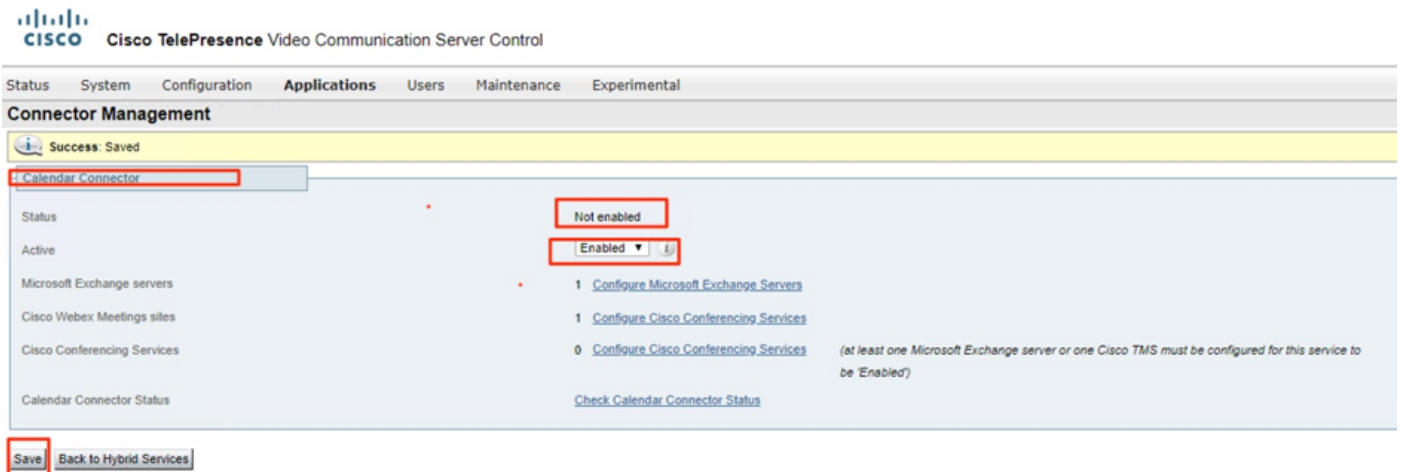 CISCO
Cisco TelePresence Video Communication Server Control
Status System Configuration Applications Users Maintenance Experimental
Connector Management
Success: Saved
Calendar Connector
Status Not enabled
Active Enabled
Microsoft Exchange servers 1 Configure Microsoft Exchange Servers
Cisco Webex Meetings sites 1 Configure Cisco Conferencing Services
Cisco Conferencing Services 0 Configure Cisco Conferencing Services (at least one Microsoft Exchange server or one Cisco TMS must be configured for this service to
be 'Enabled')
Calendar Connector Status Check Calendar Connector Status
Save Back to Hybrid Services